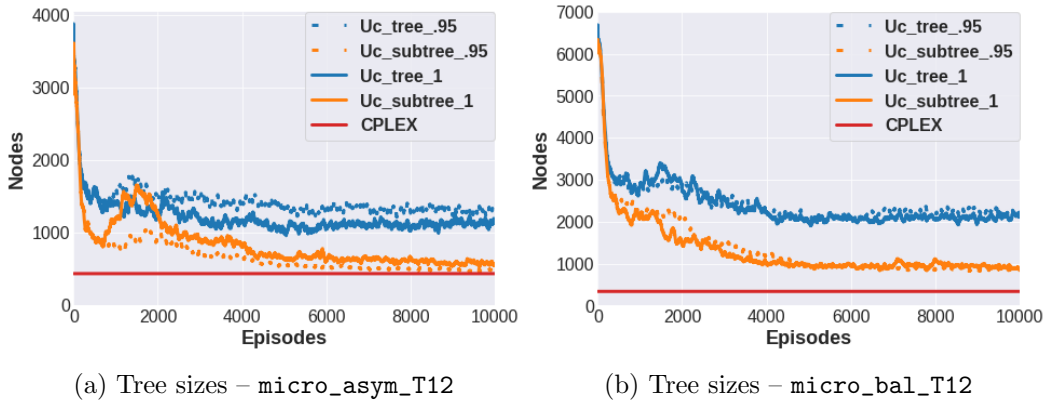 4000
3000
2000
1000
0
Nodes
0
2000
4000
6000
8000
10000
Episodes
Uc_tree_.95
Uc_subtree_.95
Uc_tree_1
Uc_subtree_1
CPLEX
(a) Tree sizes – micro_asym_T12
7000
6000
5000
4000
3000
2000
1000
0
Nodes
0
2000
4000
6000
8000
10000
Episodes
Uc_tree_.95
Uc_subtree_.95
Uc_tree_1
Uc_subtree_1
CPLEX
(b) Tree sizes – micro_bal_T12